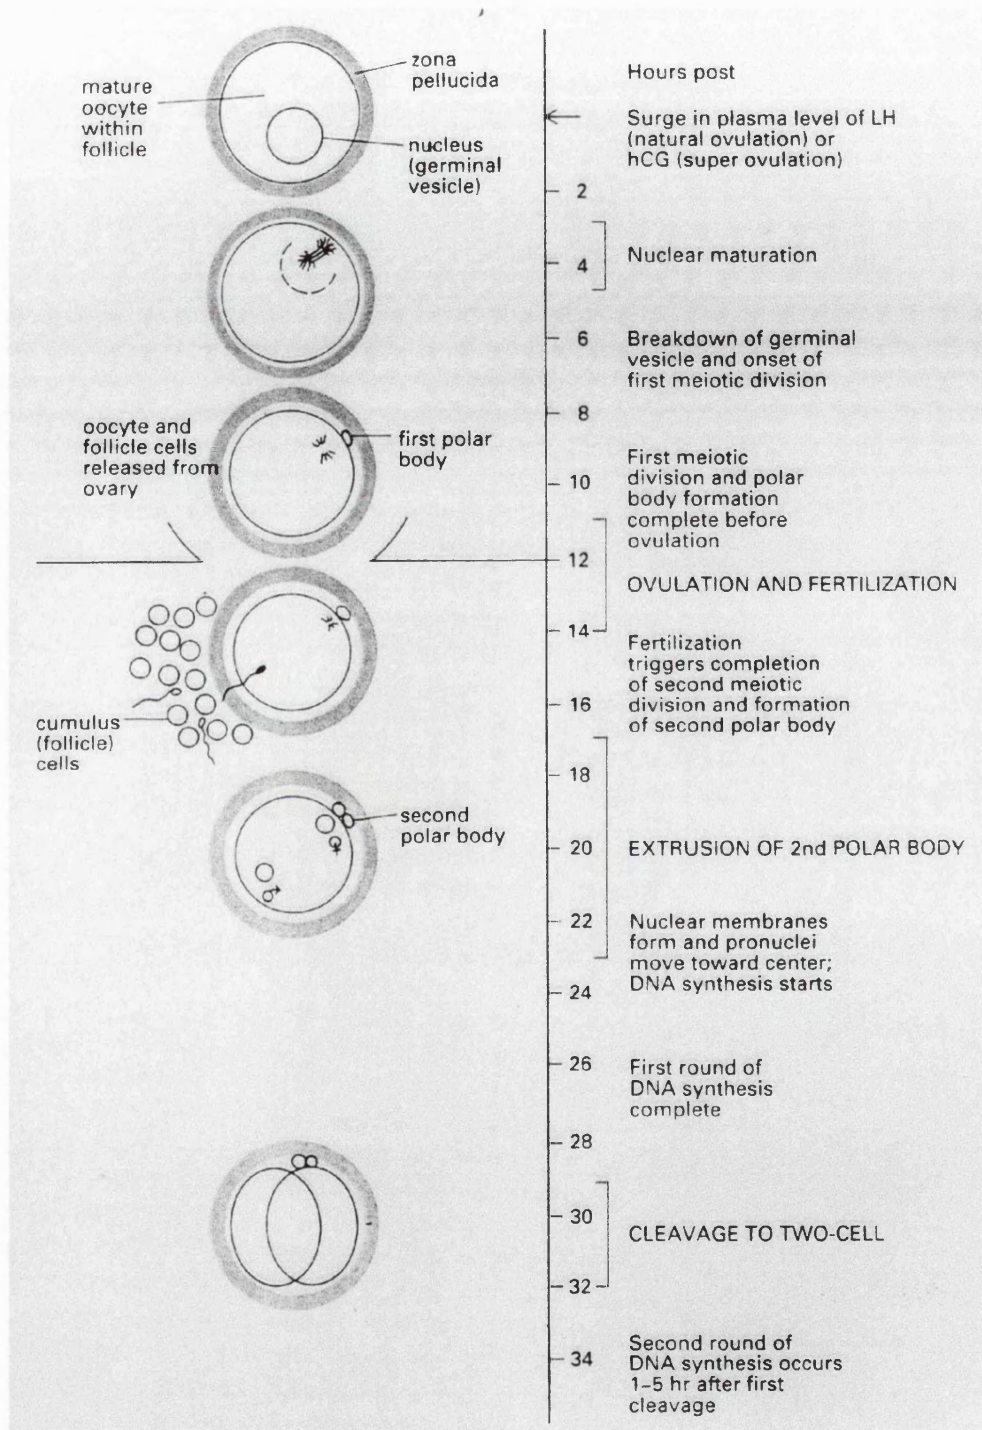 zona
pellucida
mature
oocyte
within
follicle
nucleus
(germinal
vesicle)
Hours post
Surge in plasma level of LH
(natural ovulation) or
hCG (super ovulation)
2
4
Nuclear maturation
6
Breakdown of germinal
vesicle and onset of
first meiotic division
8
oocyte and
follicle cells
released from
ovary
first polar
body
10
First meiotic
division and polar
body formation
complete before
ovulation
12
OVULATION AND FERTILIZATION
14
Fertilization
triggers completion
of second meiotic
division and formation
of second polar body
16
cumulus
(follicle)
cells
18
second
polar body
20
EXTRUSION OF 2nd POLAR BODY
♀
♂
22
Nuclear membranes
form and pronuclei
move toward center;
DNA synthesis starts
24
26
First round of
DNA synthesis
complete
28
30
CLEAVAGE TO TWO-CELL
32
34
Second round of
DNA synthesis occurs
1-5 hr after first
cleavage